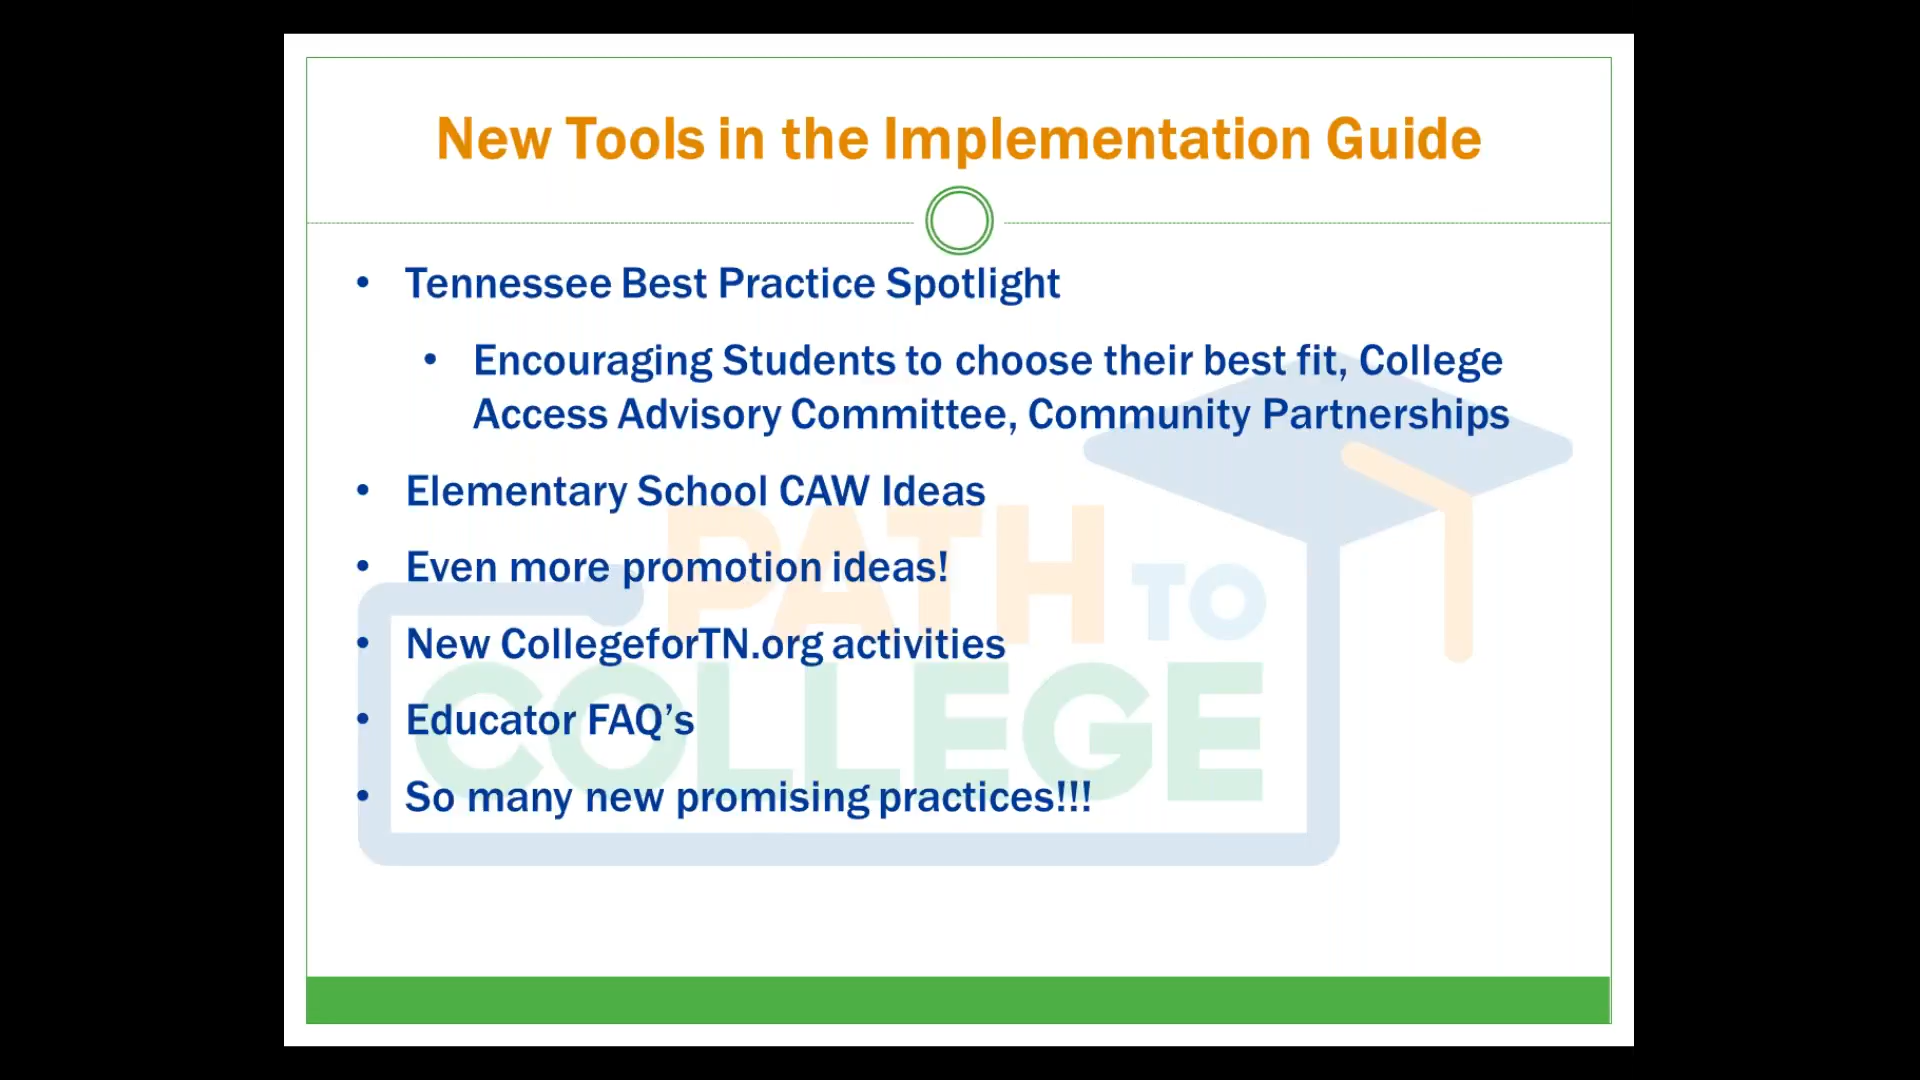 New Tools in the Implementation Guide
• Tennessee Best Practice Spotlight
• Encouraging Students to choose their best fit, College
Access Advisory Committee, Community Partnerships
• Elementary School CAW Ideas
• Even more promotion ideas!
• New CollegeforTN.org activities
• Educator FAQ’s
• So many new promising practices!!!
PATH TO
COLLEGE